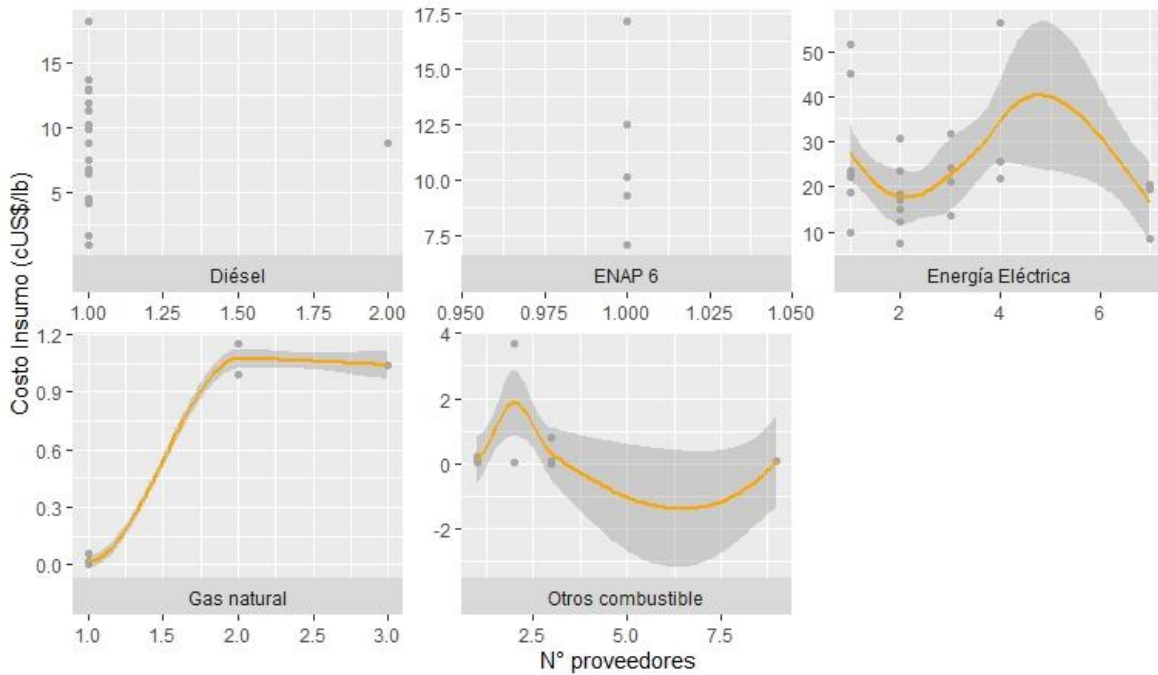 Costo Insumo (cUS$/lb)
15
10
5
Diésel
1.00 1.25 1.50 1.75 2.00
17.5
15.0
12.5
10.0
7.5
ENAP 6
0.950 0.975 1.000 1.025 1.050
50
40
30
20
10
Energía Eléctrica
2 4 6
1.2
0.9
0.6
0.3
0.0
Gas natural
1.0 1.5 2.0 2.5 3.0
4
2
0
-2
Otros combustible
2.5 5.0 7.5
N° proveedores